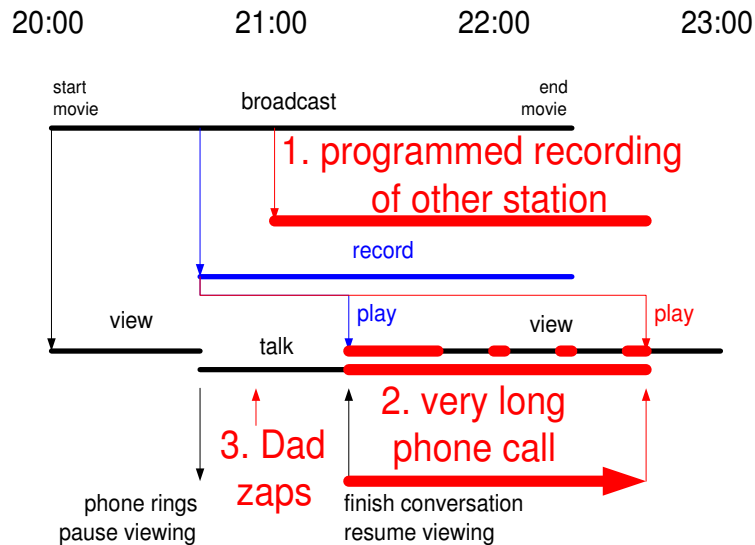 20:00 21:00 22:00 23:00
start
movie
broadcast
end
movie
1. programmed recording
of other station
record
play
play
view
view
talk
2. very long
phone call
3. Dad
zaps
phone rings
pause viewing
finish conversation
resume viewing